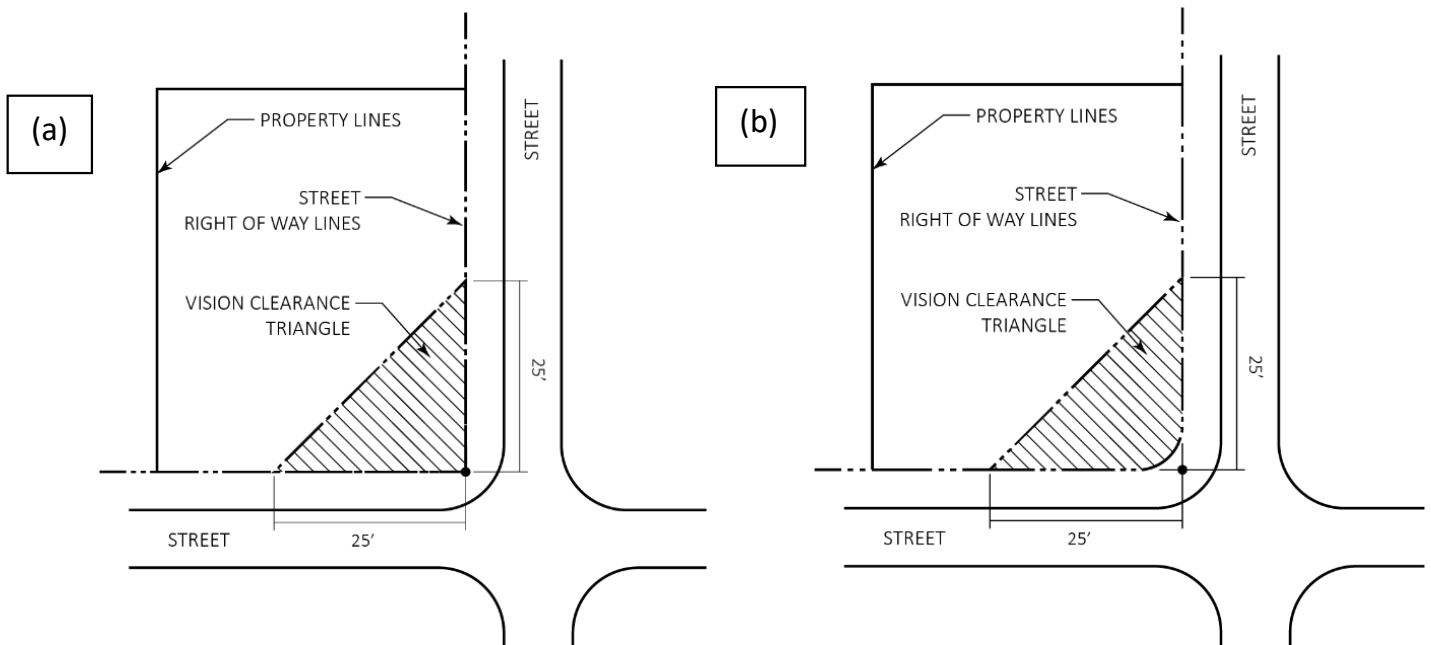 (a)
PROPERTY LINES
STREET
STREET
RIGHT OF WAY LINES
VISION CLEARANCE
TRIANGLE
25'
STREET
25'
(b)
PROPERTY LINES
STREET
STREET
RIGHT OF WAY LINES
VISION CLEARANCE
TRIANGLE
25'
STREET
25'